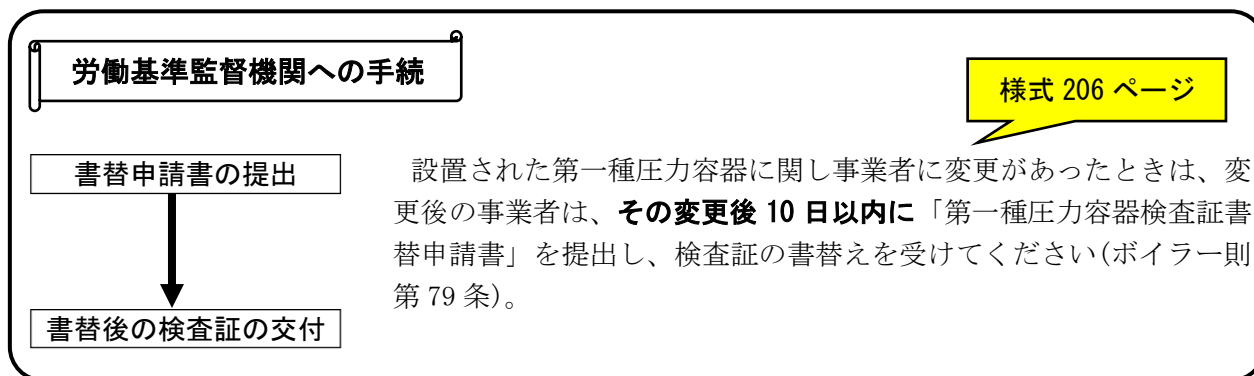 労働基準監督機関への手続
様式 206 ページ
書替申請書の提出
設置された第一種圧力容器に関し事業者に変更があったときは、変
更後の事業者は、その変更後 10 日以内に「第一種圧力容器検査証書
替申請書」を提出し、検査証の書替えを受けてください(ボイラー則
第 79 条)。
書替後の検査証の交付